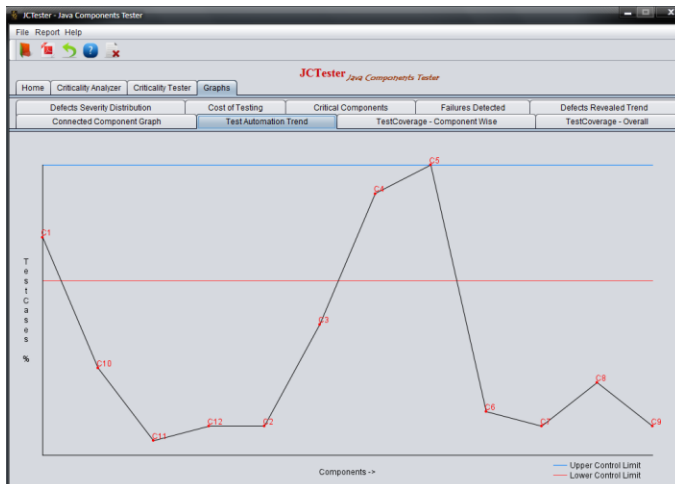 JCTester - Java Components Tester
File Report Help
JCTester Java Components Tester
Home Criticality Analyzer Criticality Tester Graphs
Defects Severity Distribution Cost of Testing Critical Components Failures Detected Defects Revealed Trend
Connected Component Graph Test Automation Trend TestCoverage - Component Wise TestCoverage - Overall
C5
C4
C1
TestCases %
C3
C10
C8
C6
C11 C12 C2 C7 C9
Components ->
Upper Control Limit
Lower Control Limit